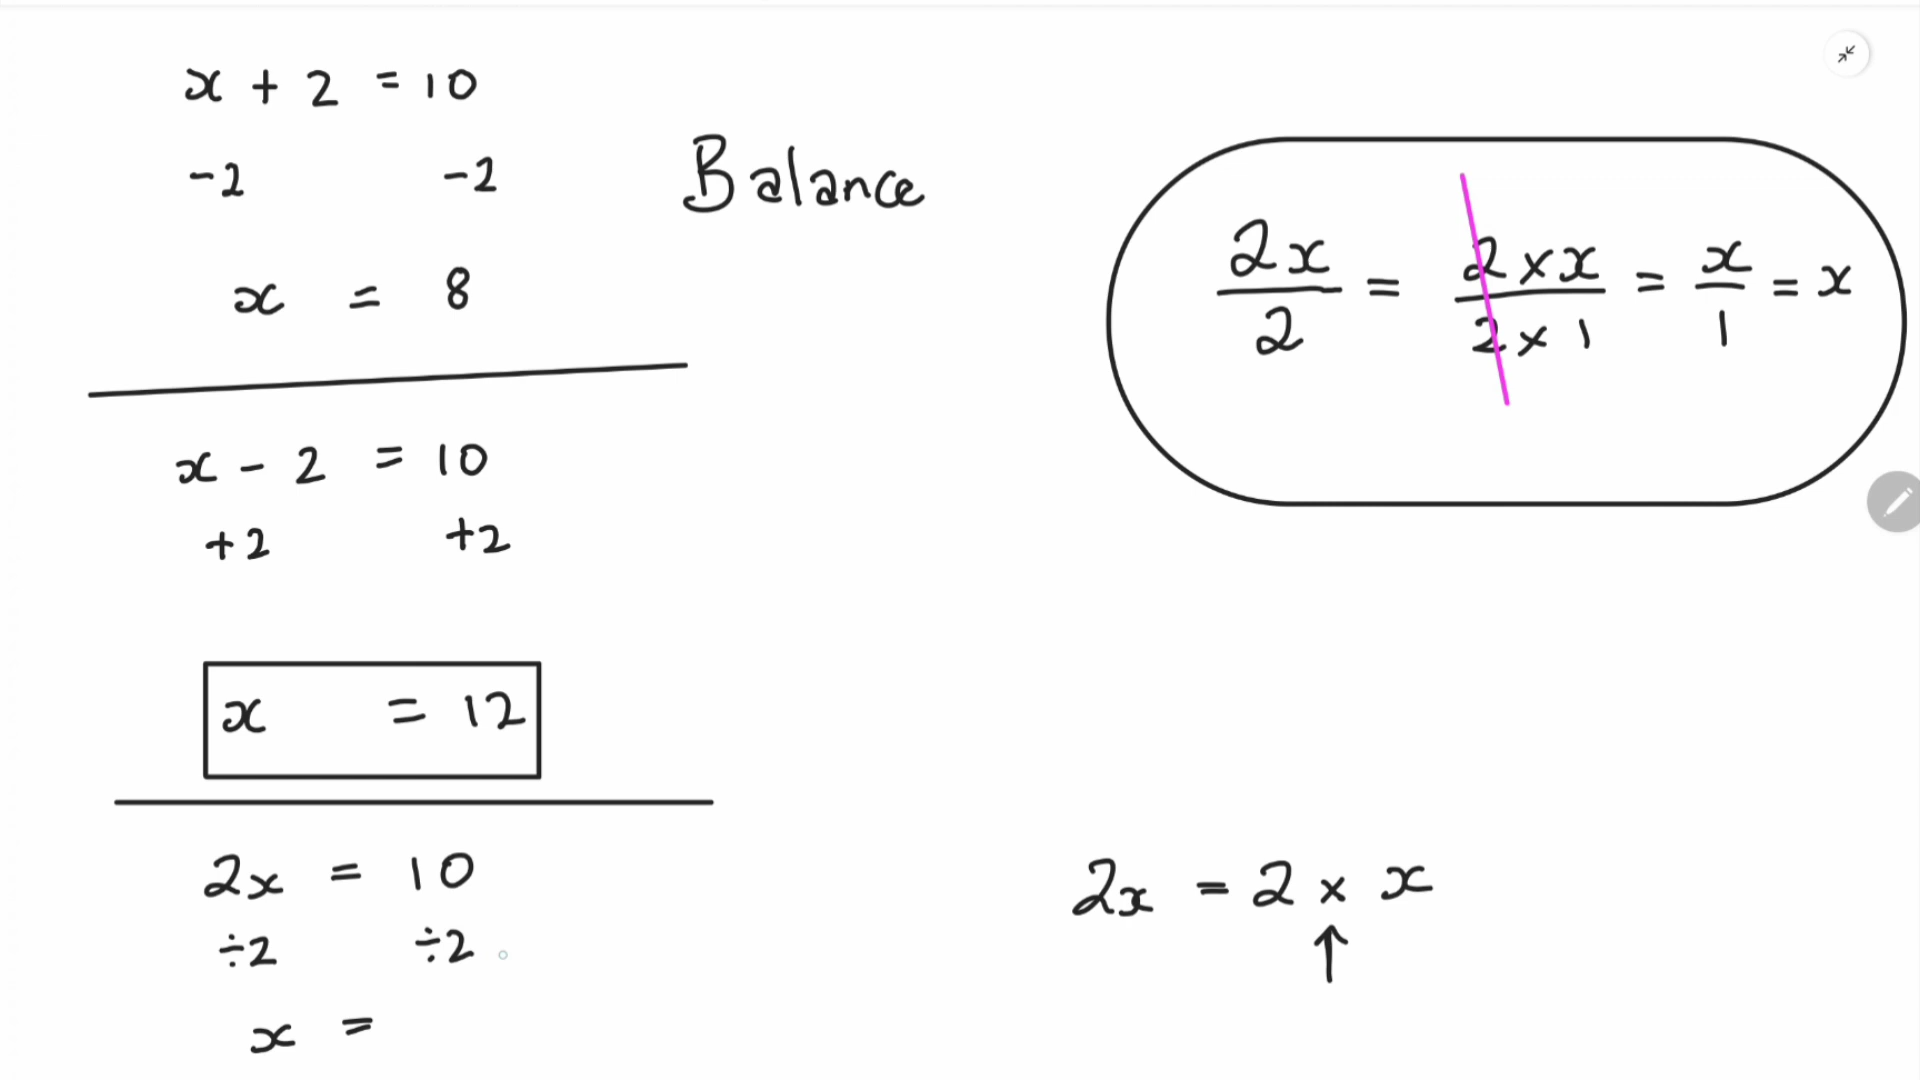 x + 2 = 10
-2 -2
Balance
x = 8
2x/2 = 2×x/2×1 = x/1 = x
x - 2 = 10
+2 +2
x = 12
2x = 10
÷2 ÷2
x =
2x = 2 × x
↑